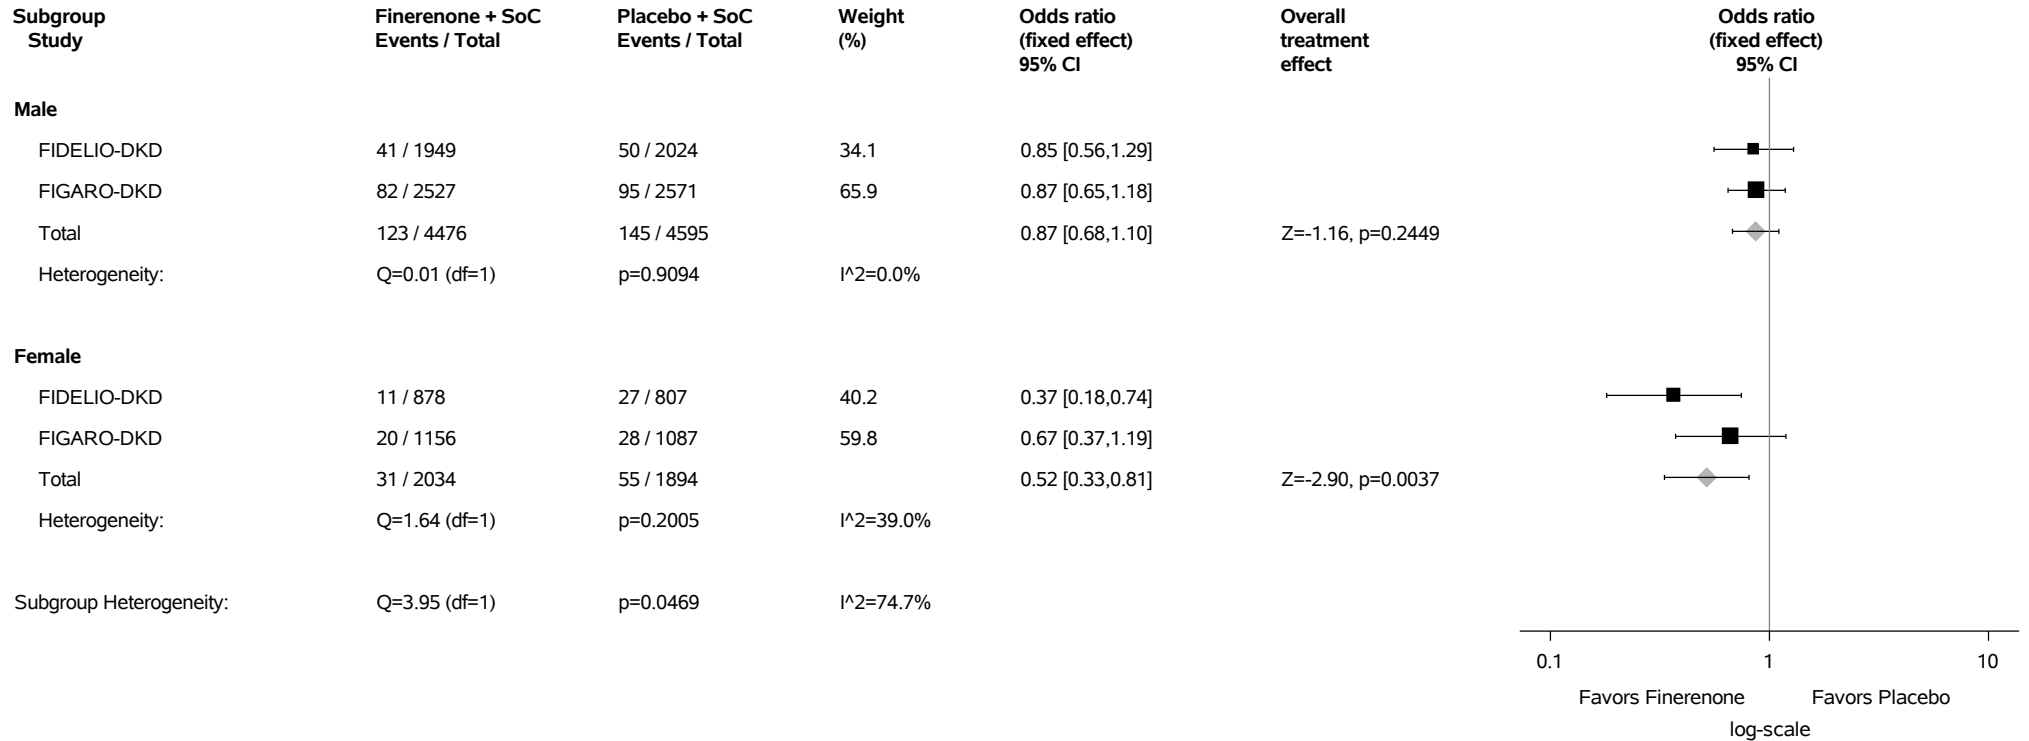 Subgroup Finerenone + SoC Placebo + SoC Weight Odds ratio Overall Odds ratio
Study Events / Total Events / Total (%) (fixed effect) treatment (fixed effect)
95% CI effect 95% CI
Male
FIDELIO-DKD 41 / 1949 50 / 2024 34.1 0.85 [0.56,1.29]
FIGARO-DKD 82 / 2527 95 / 2571 65.9 0.87 [0.65,1.18]
Total 123 / 4476 145 / 4595 0.87 [0.68,1.10] Z=-1.16, p=0.2449
Heterogeneity: Q=0.01 (df=1) p=0.9094 I^2=0.0%
Female
FIDELIO-DKD 11 / 878 27 / 807 40.2 0.37 [0.18,0.74]
FIGARO-DKD 20 / 1156 28 / 1087 59.8 0.67 [0.37,1.19]
Total 31 / 2034 55 / 1894 0.52 [0.33,0.81] Z=-2.90, p=0.0037
Heterogeneity: Q=1.64 (df=1) p=0.2005 I^2=39.0%
Subgroup Heterogeneity: Q=3.95 (df=1) p=0.0469 I^2=74.7%
0.1 1 10
Favors Finerenone Favors Placebo
log-scale